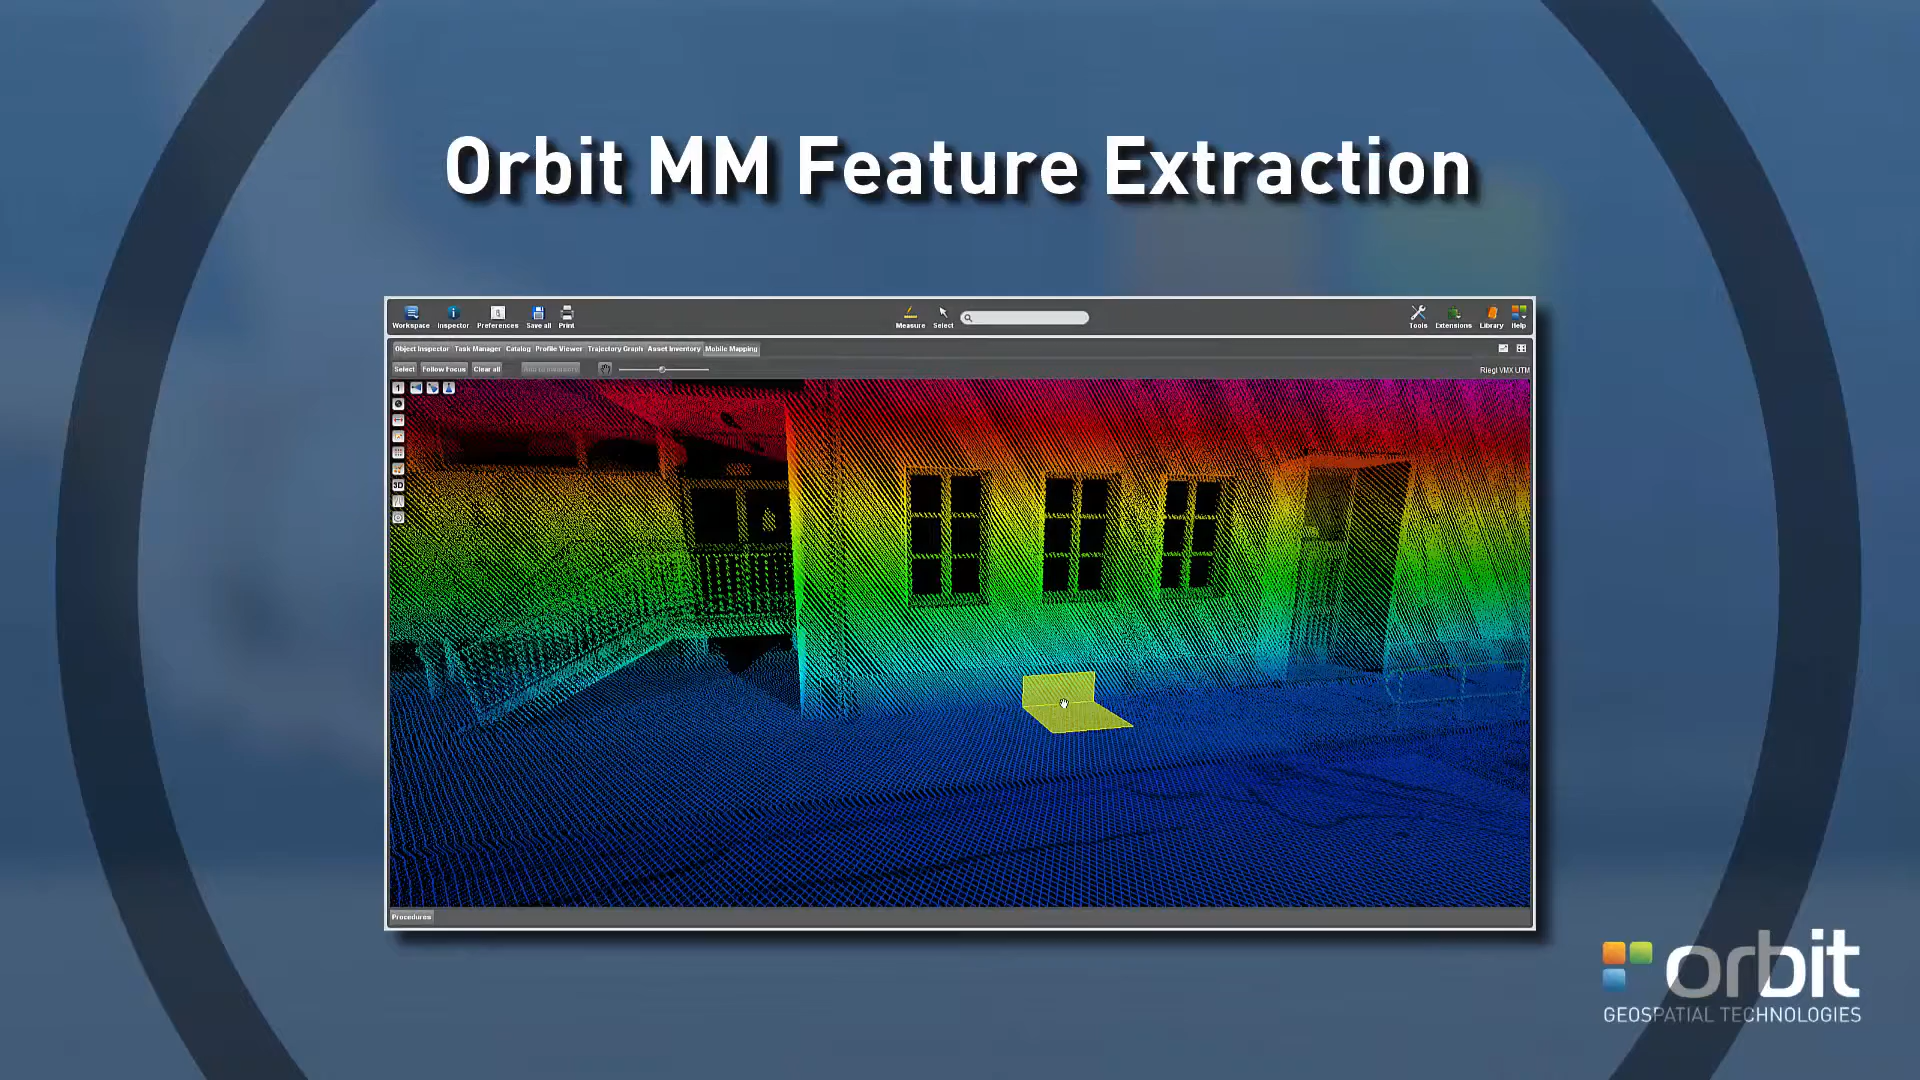 Orbit MM Feature Extraction
Workspace Inspector Preferences Save all Print Measure Select Tools Extensions Library Help
Object Inspector Task Manager Catalog Profile Viewer Trajectory Graph Asset Inventory Mobile Mapping
Select Follow Focus Clear all Riegl VMX UTM
1
3D
Procedures
orbit
GEOSPATIAL TECHNOLOGIES